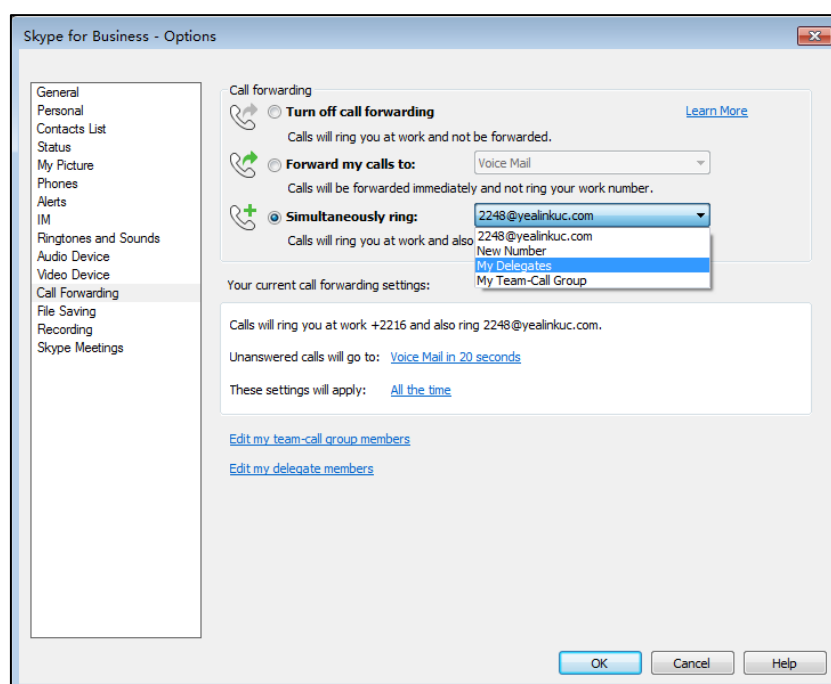 Skype for Business - Options
General
Personal
Contacts List
Status
My Picture
Phones
Alerts
IM
Ringtones and Sounds
Audio Device
Video Device
Call Forwarding
File Saving
Recording
Skype Meetings
Call forwarding
Turn off call forwarding
Learn More
Calls will ring you at work and not be forwarded.
Forward my calls to:
Voice Mail
Calls will be forwarded immediately and not ring your work number.
Simultaneously ring:
2248@yealinkuc.com
Calls will ring you at work and also
2248@yealinkuc.com
New Number
My Delegates
My Team-Call Group
Your current call forwarding settings:
Calls will ring you at work +2216 and also ring 2248@yealinkuc.com.
Unanswered calls will go to: Voice Mail in 20 seconds
These settings will apply: All the time
Edit my team-call group members
Edit my delegate members
OK
Cancel
Help